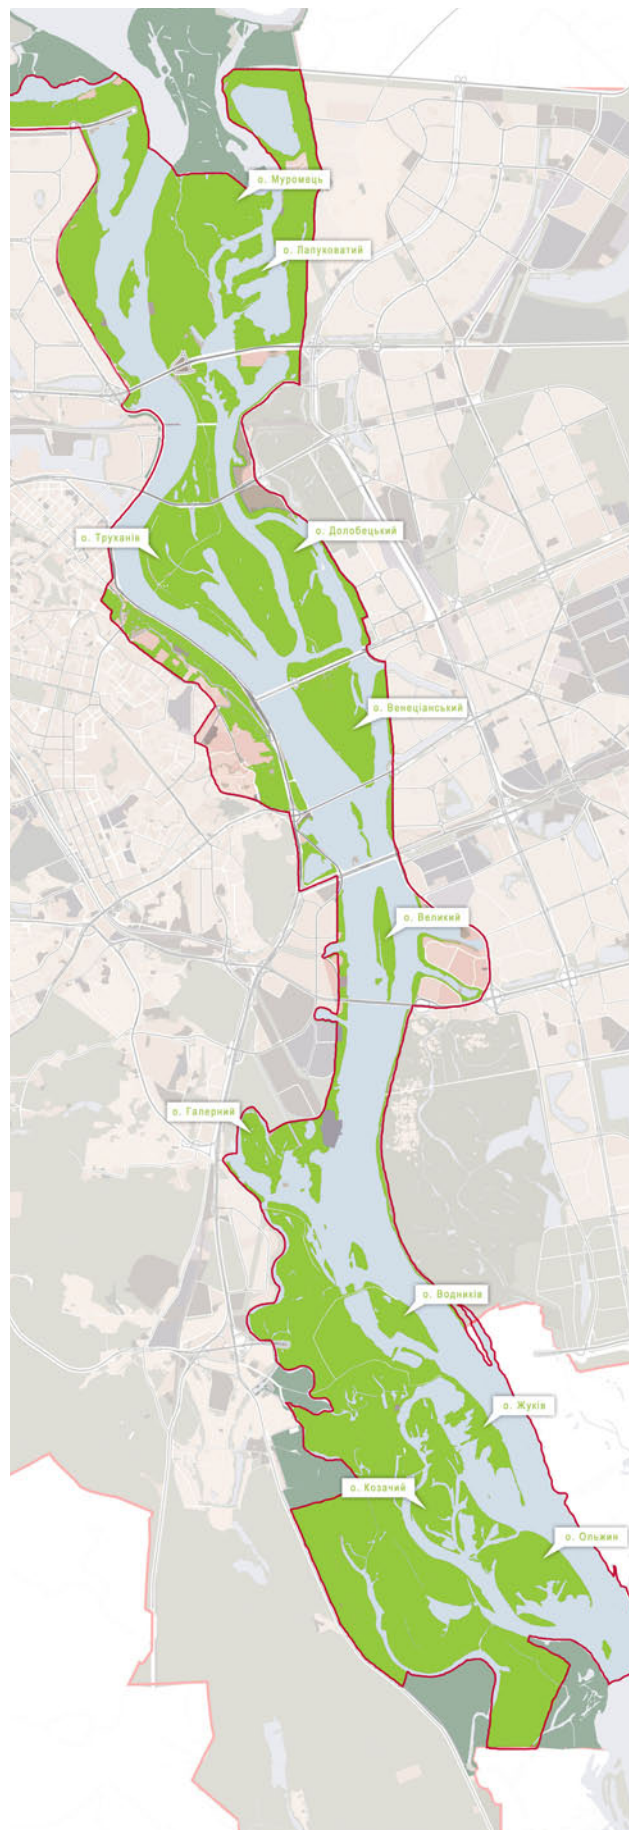 о. Муромець
о. Лапуховатий
о. Труханів
о. Долобецький
о. Венеціанський
о. Великий
о. Галерний
о. Водників
о. Жуків
о. Козачий
о. Ольжин